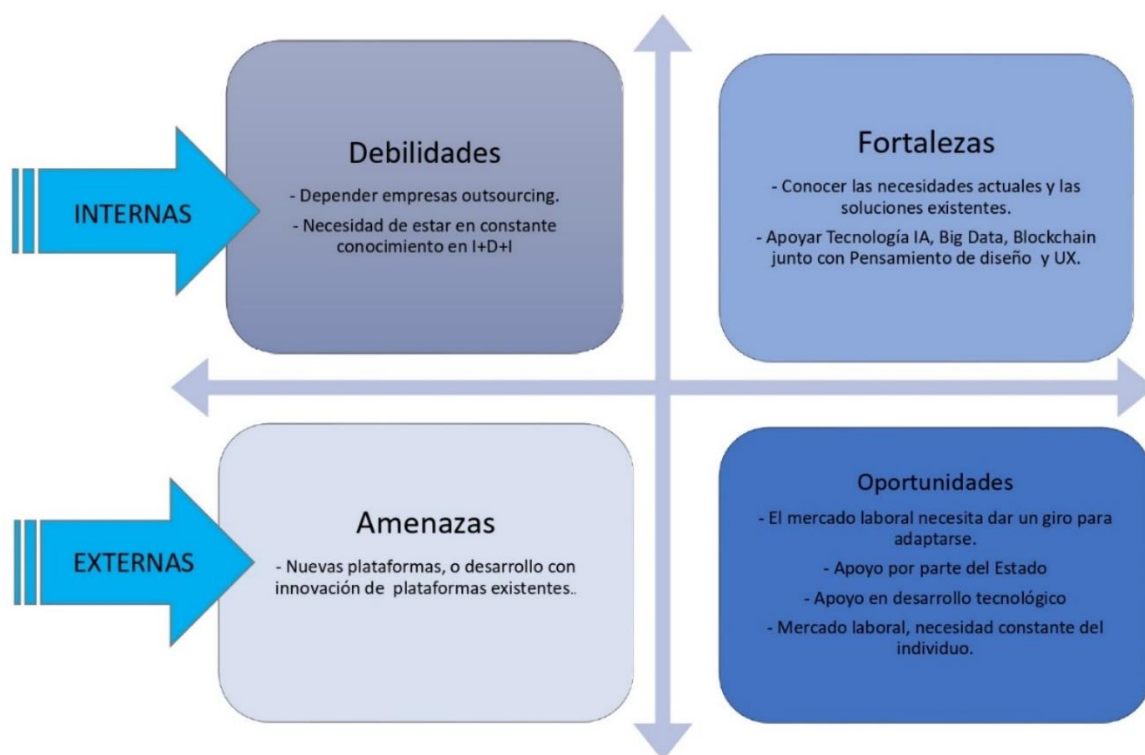 INTERNAS
Debilidades
- Depender empresas outsourcing.
- Necesidad de estar en constante
conocimiento en I+D+I
Fortalezas
- Conocer las necesidades actuales y las
soluciones existentes.
- Apoyar Tecnología IA, Big Data, Blockchain
junto con Pensamiento de diseño y UX.
EXTERNAS
Amenazas
- Nuevas plataformas, o desarrollo con
innovación de plataformas existentes..
Oportunidades
- El mercado laboral necesita dar un giro para
adaptarse.
- Apoyo por parte del Estado
- Apoyo en desarrollo tecnológico
- Mercado laboral, necesidad constante del
individuo.